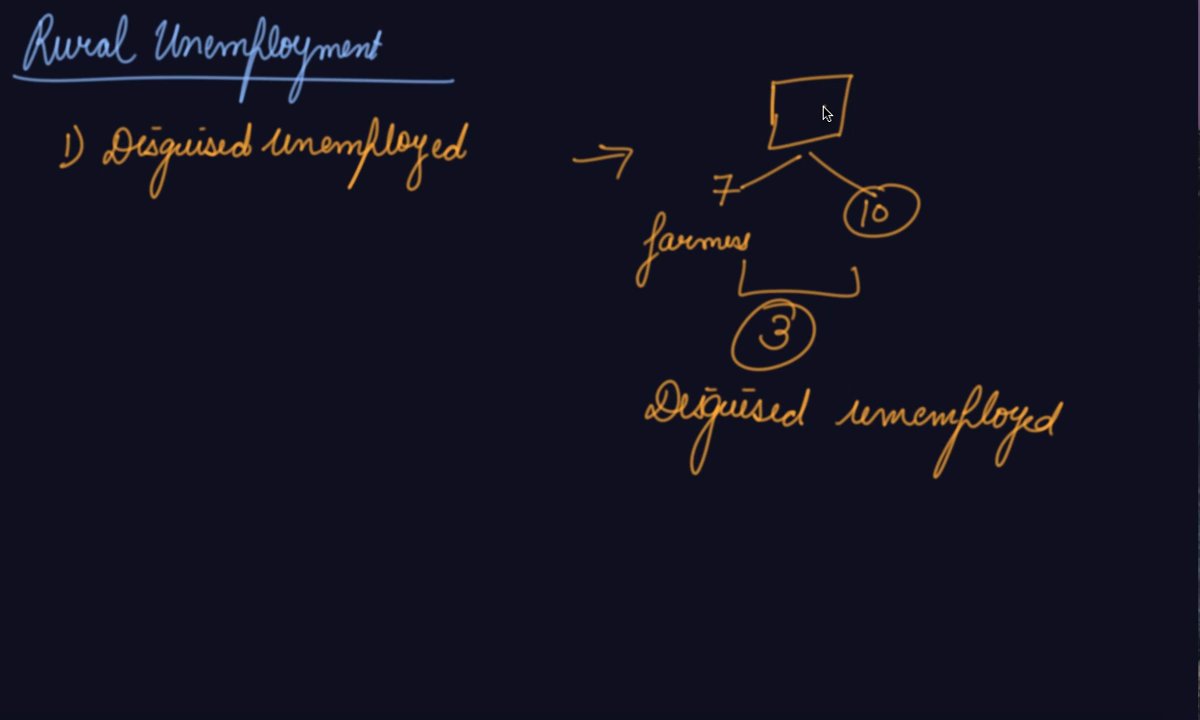 Rural Unemployment
1) Disguised unemployed →
7 10
farmers
3
Disguised unemployed